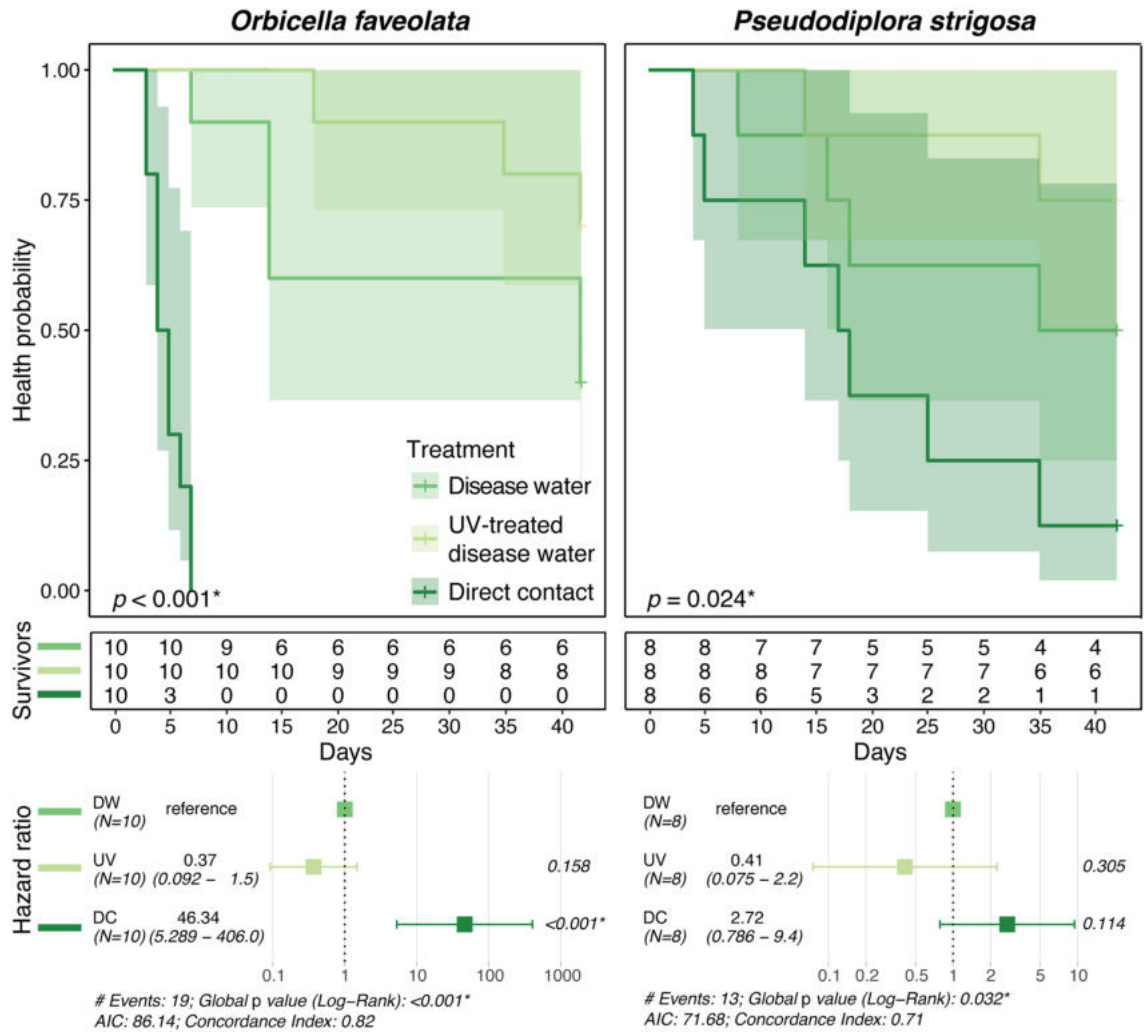 Orbicella faveolata
Pseudodiplora strigosa
Health probability
1.00
0.75
0.50
0.25
0.00
Treatment
Disease water
UV-treated
disease water
Direct contact
p < 0.001*
p = 0.024*
Survivors
10 10 9 6 6 6 6 6 6
10 10 10 10 9 9 9 8 8
10 3 0 0 0 0 0 0 0
0 5 10 15 20 25 30 35 40
Days
8 8 7 7 5 5 5 4 4
8 8 8 7 7 7 7 6 6
8 6 6 5 3 2 2 1 1
0 5 10 15 20 25 30 35 40
Days
Hazard ratio
DW
(N=10)
reference
UV
(N=10)
0.37
(0.092 – 1.5)
0.158
DC
(N=10)
46.34
(5.289 – 406.0)
<0.001*
0.1 1 10 100 1000
# Events: 19; Global p value (Log–Rank): <0.001*
AIC: 86.14; Concordance Index: 0.82
DW
(N=8)
reference
UV
(N=8)
0.41
(0.075 – 2.2)
0.305
DC
(N=8)
2.72
(0.786 – 9.4)
0.114
0.1 0.2 0.5 1 2 5 10
# Events: 13; Global p value (Log–Rank): 0.032*
AIC: 71.68; Concordance Index: 0.71